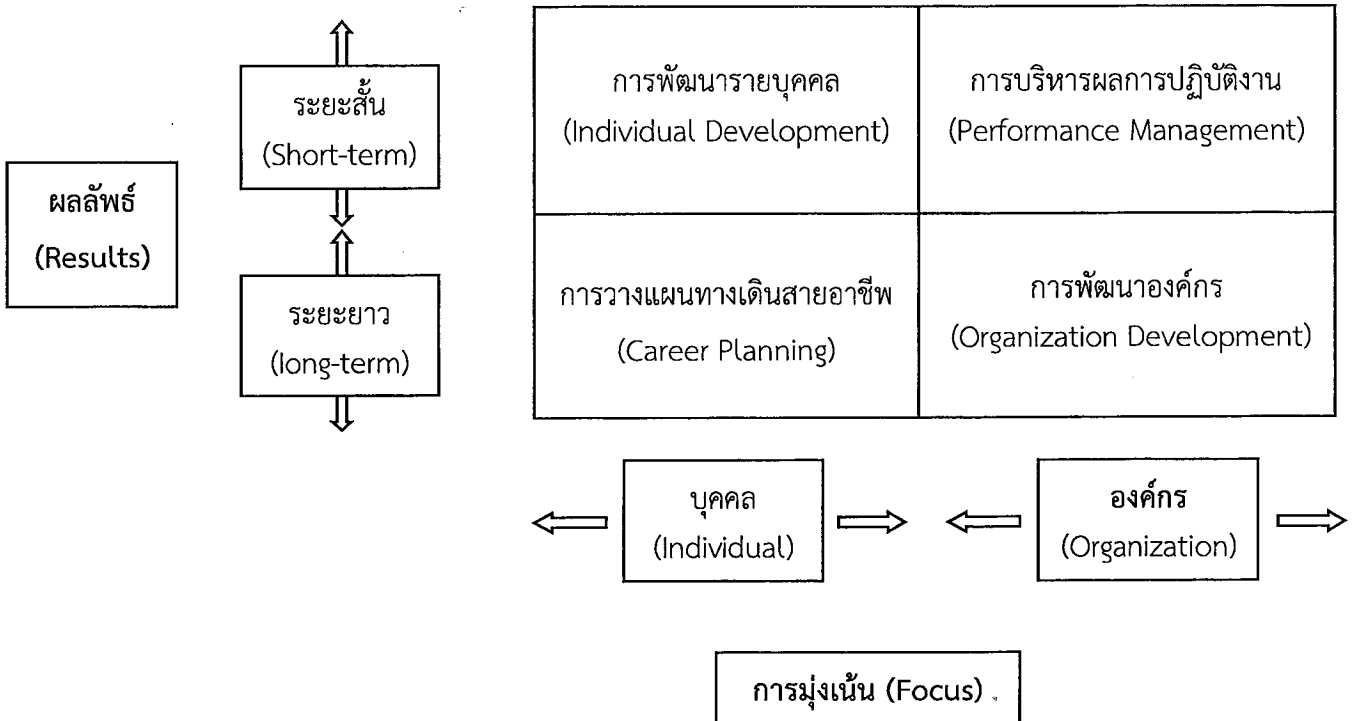 ระยะสั้น
(Short-term)
ผลลัพธ์
(Results)
ระยะยาว
(long-term)
การพัฒนารายบุคคล
(Individual Development)
การบริหารผลการปฏิบัติงาน
(Performance Management)
การวางแผนทางเดินสายอาชีพ
(Career Planning)
การพัฒนาองค์กร
(Organization Development)
บุคคล
(Individual)
องค์กร
(Organization)
การมุ่งเน้น (Focus)